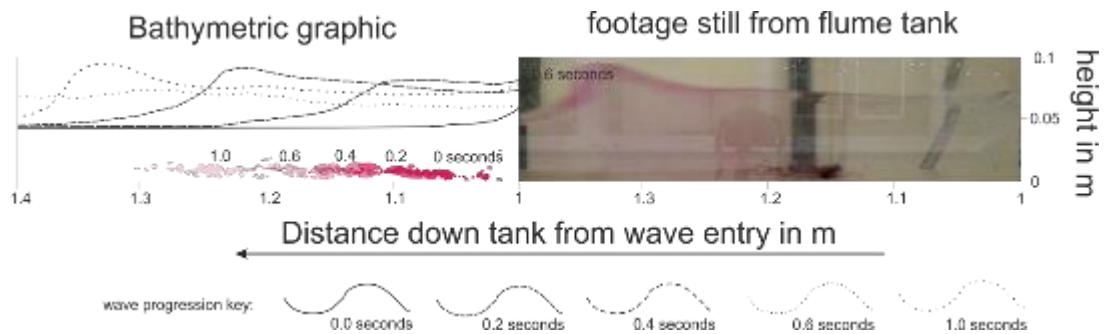 Bathymetric graphic
footage still from flume tank
0.6 seconds
0.1
0.05
0
height in m
1.0 0.6 0.4 0.2 0 seconds
1.4 1.3 1.2 1.1 1 1.2 1.1 1
Distance down tank from wave entry in m
wave progression key:
0.0 seconds 0.2 seconds 0.4 seconds 0.6 seconds 1.0 seconds